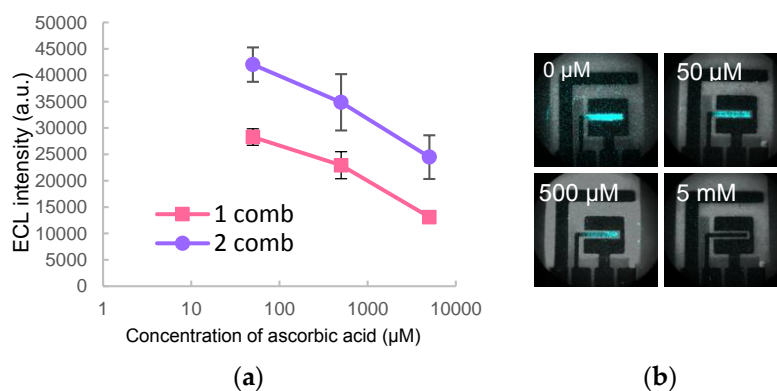 50000
45000
40000
35000
30000
25000
20000
15000
10000
5000
0
ECL intensity (a.u.)
1 comb
2 comb
1 10 100 1000 10000
Concentration of ascorbic acid (µM)
(a)
0 µM 50 µM
500 µM 5 mM
(b)